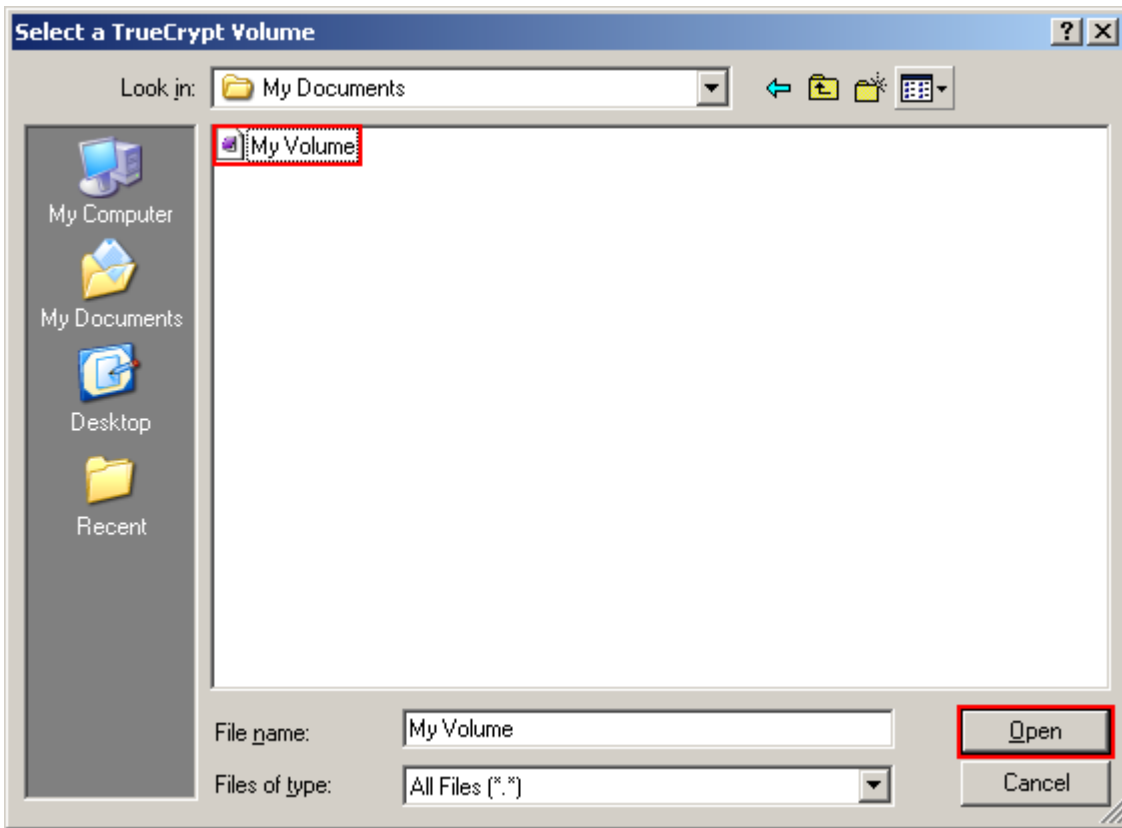 Select a TrueCrypt Volume
Look in: My Documents
My Volume
My Computer
My Documents
Desktop
Recent
File name: My Volume Open
Files of type: All Files (*.*) Cancel